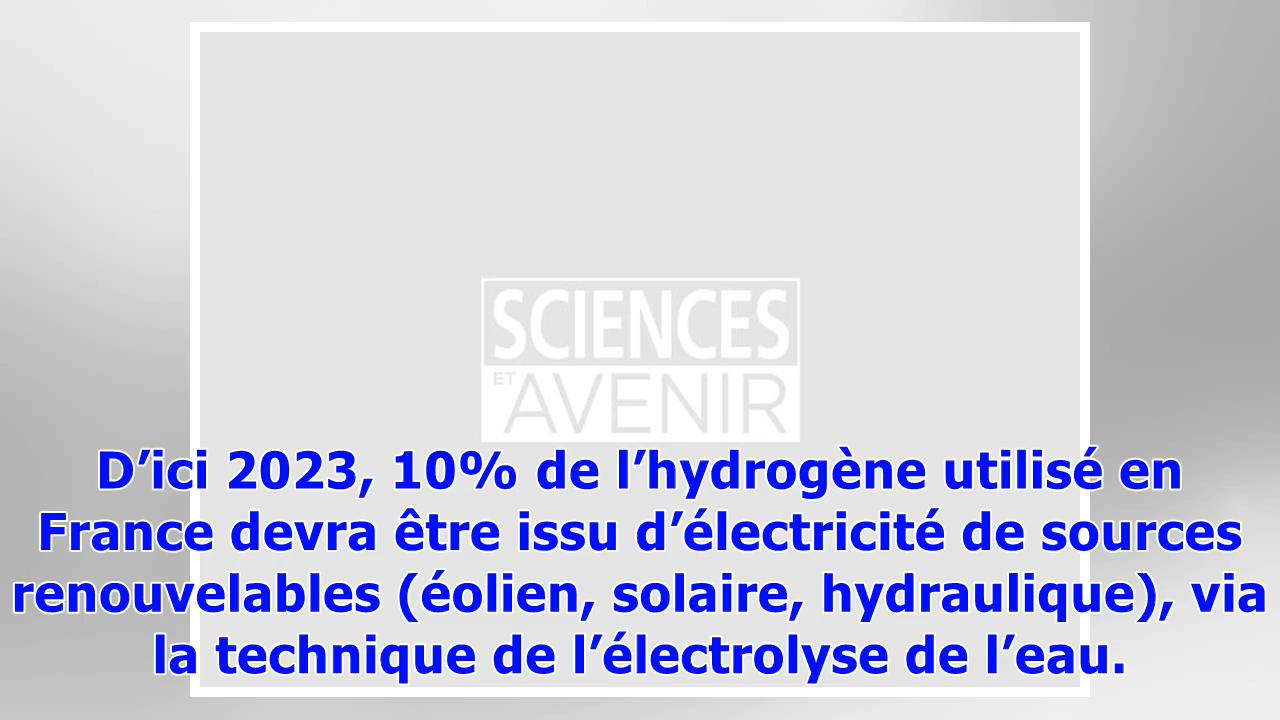 SCIENCES
ET AVENIR
D’ici 2023, 10% de l’hydrogène utilisé en
France devra être issu d’électricité de sources
renouvelables (éolien, solaire, hydraulique), via
la technique de l’électrolyse de l’eau.